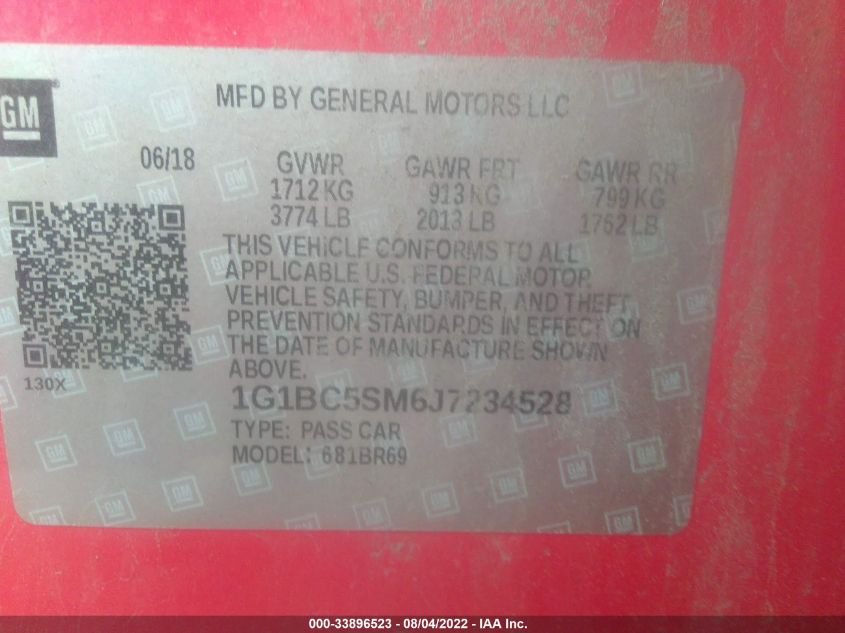 GM
MFD BY GENERAL MOTORS LLC
06/18 GVWR GAWR FRT GAWR RR
1712 KG 913 KG 799 KG
3774 LB 2013 LB 1762 LB
THIS VEHICLE CONFORMS TO ALL
APPLICABLE U.S. FEDERAL MOTOR
VEHICLE SAFETY, BUMPER, AND THEFT
PREVENTION STANDARDS IN EFFECT ON
THE DATE OF MANUFACTURE SHOWN
ABOVE.
130X
1G1BC5SM6J7234528
TYPE: PASS CAR
MODEL: 681BR69
000-33896523 - 08/04/2022 - IAA Inc.